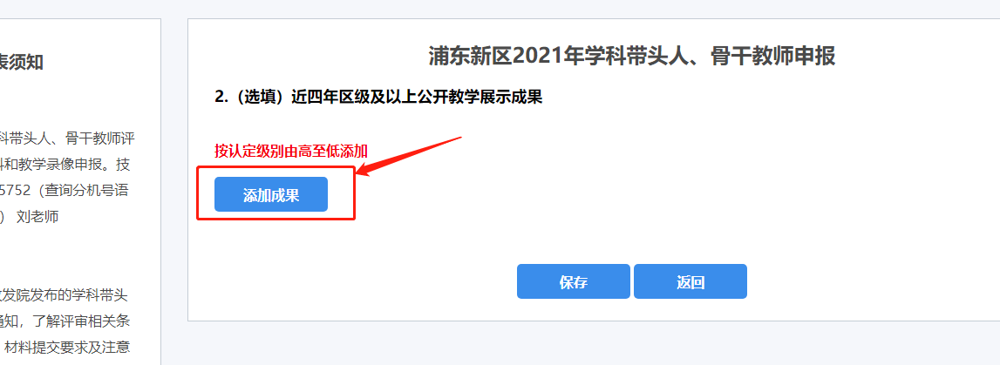 表须知
科带头人、骨干教师评
料和教学录像申报。技
5752（查询分机号语
） 刘老师
发院发布的学科带头
通知，了解评审相关条
材料提交要求及注意
浦东新区2021年学科带头人、骨干教师申报
2.（选填）近四年区级及以上公开教学展示成果
按认定级别由高至低添加
添加成果
保存
返回